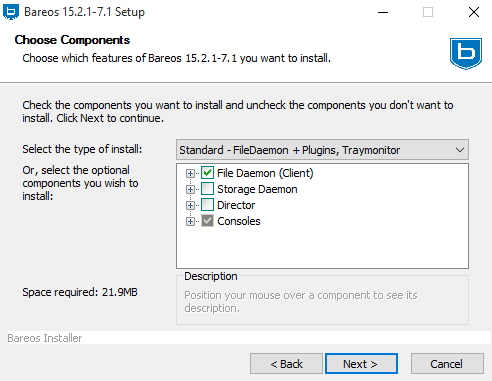 Bareos 15.2.1-7.1 Setup
Choose Components
Choose which features of Bareos 15.2.1-7.1 you want to install.
Check the components you want to install and uncheck the components you don't want to
install. Click Next to continue.
Select the type of install:
Standard - FileDaemon + Plugins, Traymonitor
Or, select the optional
components you wish to
install:
File Daemon (Client)
Storage Daemon
Director
Consoles
Space required: 21.9MB
Description
Position your mouse over a component to see its
description.
Bareos Installer
< Back
Next >
Cancel